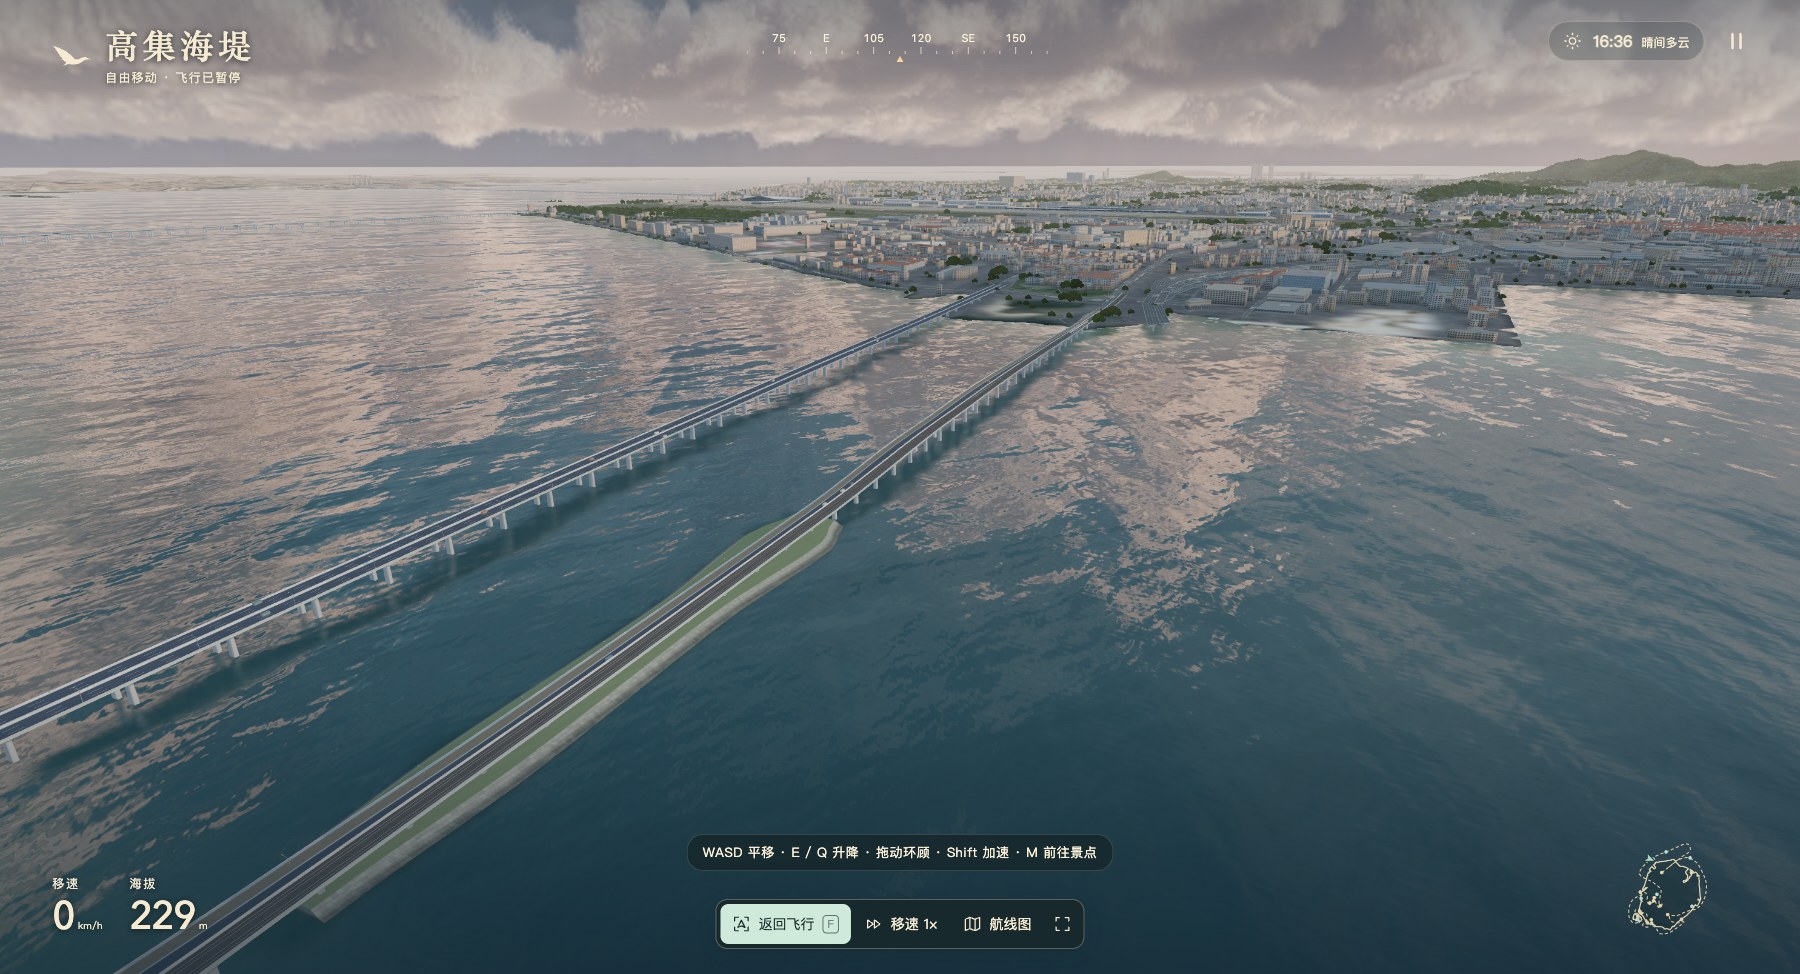 高集海堤
自由移动 · 飞行已暂停
75 E 105 120 SE 150
16:36 晴间多云
WASD 平移 · E / Q 升降 · 拖动环顾 · Shift 加速 · M 前往景点
移速 海拔
0 km/h 229 m
返回飞行 F 移速 1x 航线图